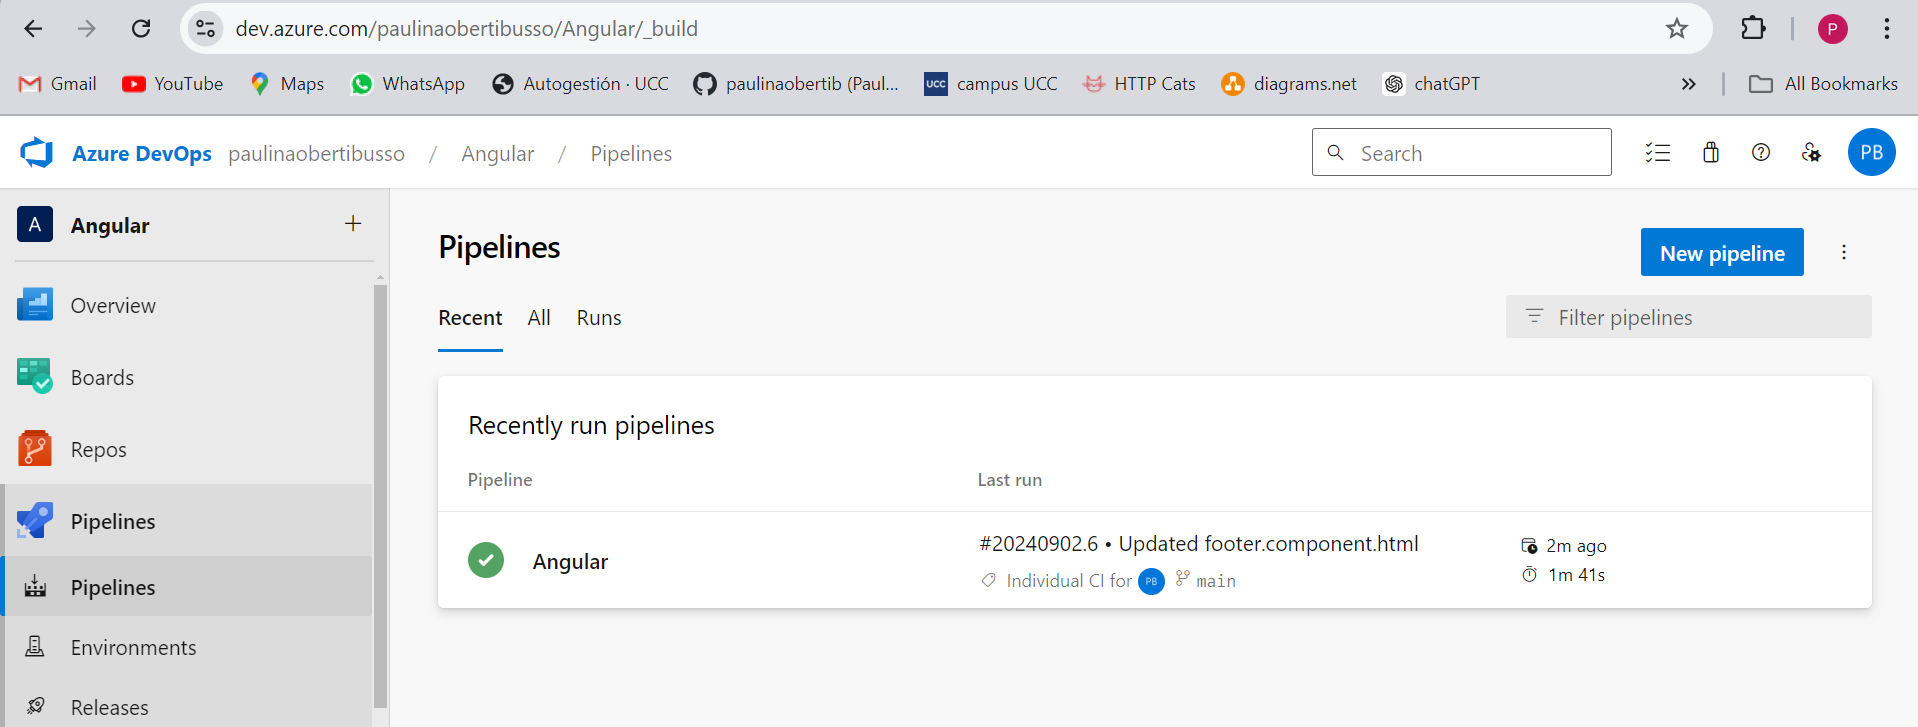 dev.azure.com/paulinaobertibusso/Angular/_build
P
Gmail YouTube Maps WhatsApp Autogestión · UCC paulinaobertib (Paul... UCC campus UCC HTTP Cats diagrams.net chatGPT » All Bookmarks
Azure DevOps paulinaobertibusso / Angular / Pipelines Search PB
A Angular +
Overview
Boards
Repos
Pipelines
Pipelines
Environments
Releases
Pipelines
New pipeline
Recent All Runs
Filter pipelines
Recently run pipelines
Pipeline Last run
Angular
#20240902.6 • Updated footer.component.html
Individual CI for PB main
2m ago
1m 41s